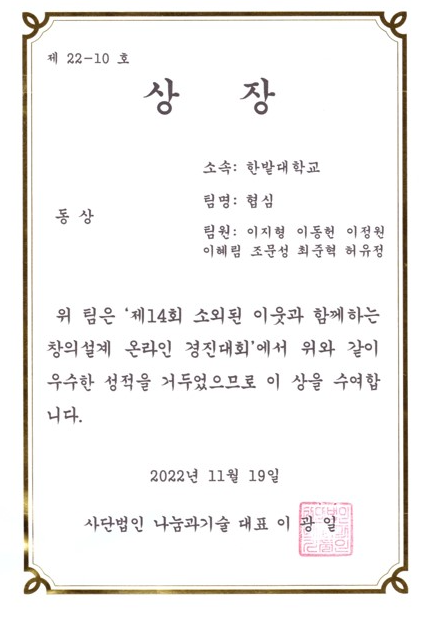 제 22-10 호
상 장
소속: 한밭대학교
팀명: 협심
동상
팀원: 이지형 이동헌 이정원
이혜림 조문성 최준혁 허유정
위 팀은 '제14회 소외된 이웃과 함께하는
창의설계 온라인 경진대회'에서 위와 같이
우수한 성적을 거두었으므로 이 상을 수여합
니다.
2022년 11월 19일
사단법인 나눔과기술 대표 이 광 일